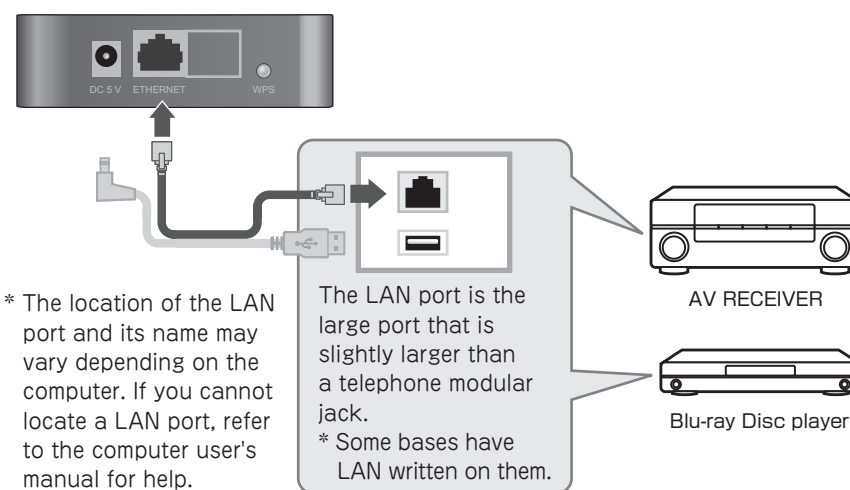 DC 5 V ETHERNET WPS
* The location of the LAN
port and its name may
vary depending on the
computer. If you cannot
locate a LAN port, refer
to the computer user's
manual for help.
The LAN port is the
large port that is
slightly larger than
a telephone modular
jack.
* Some bases have
LAN written on them.
AV RECEIVER
Blu-ray Disc player